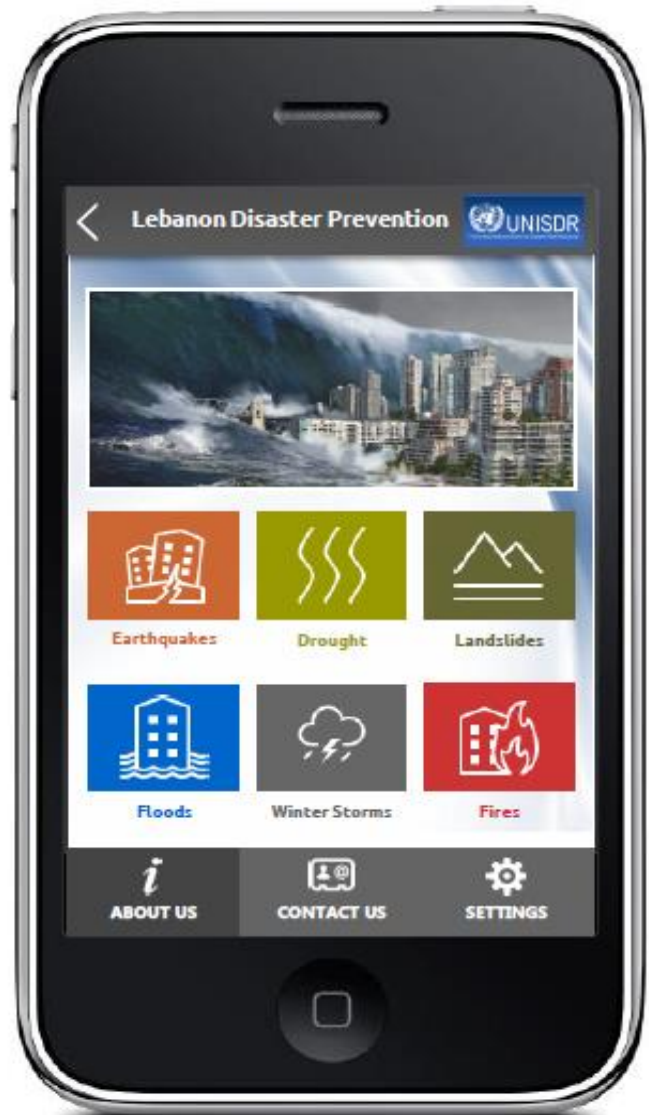 Lebanon Disaster Prevention
UNISDR
Earthquakes
Drought
Landslides
Floods
Winter Storms
Fires
i
ABOUT US
CONTACT US
SETTINGS